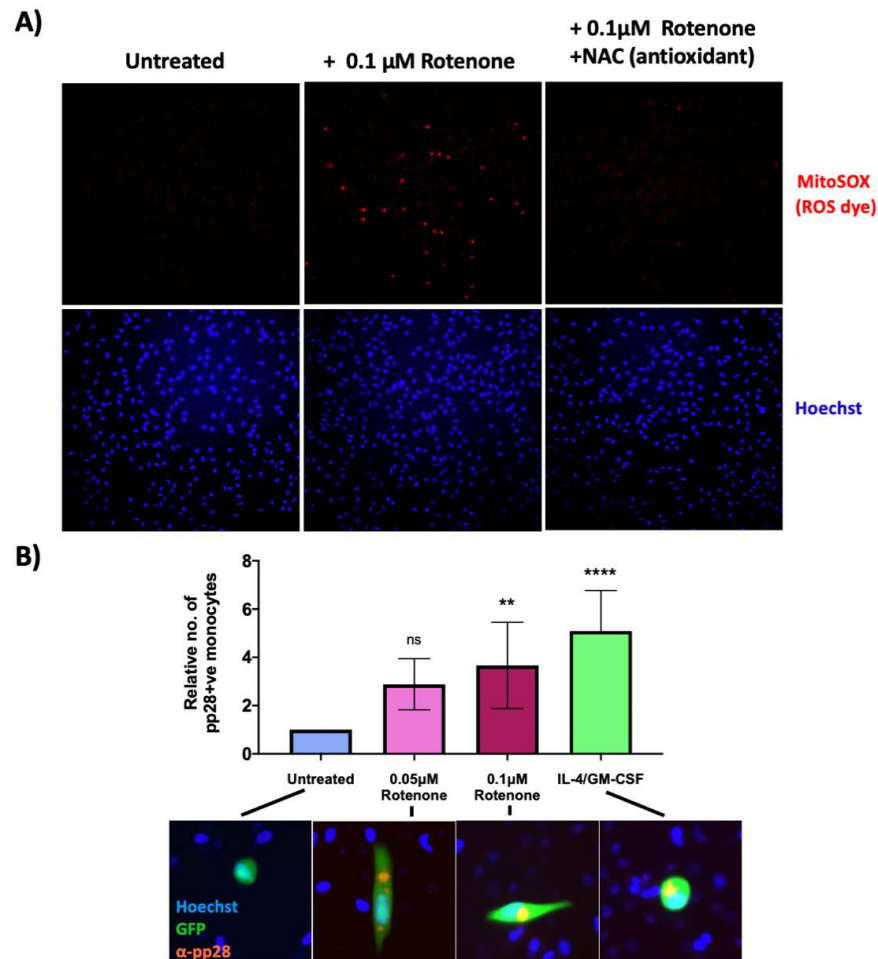 A)
Untreated
+ 0.1 µM Rotenone
+ 0.1µM Rotenone
+NAC (antioxidant)
MitoSOX
(ROS dye)
Hoechst
B)
Relative no. of
pp28+ve monocytes
8
6
4
2
0
ns
**
****
Untreated
0.05µM
Rotenone
0.1µM
Rotenone
IL-4/GM-CSF
Hoechst
GFP
α-pp28